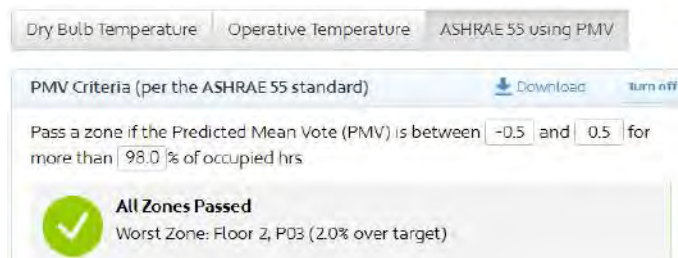 Dry Bulb Temperature Operative Temperature ASHRAE 55 using PMV
PMV Criteria (per the ASHRAE 55 standard) Download Turn off
Pass a zone if the Predicted Mean Vote (PMV) is between -0.5 and 0.5 for
more than 98.0 % of occupied hrs
All Zones Passed
Worst Zone: Floor 2, P03 (2.0% over target)